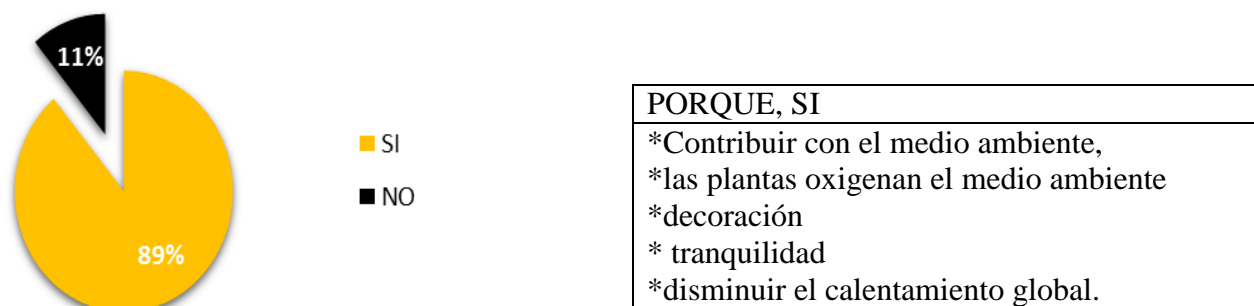 11%
89%
SI
NO
PORQUE, SI
*Contribuir con el medio ambiente,
*las plantas oxigenan el medio ambiente
*decoración
* tranquilidad
*disminuir el calentamiento global.